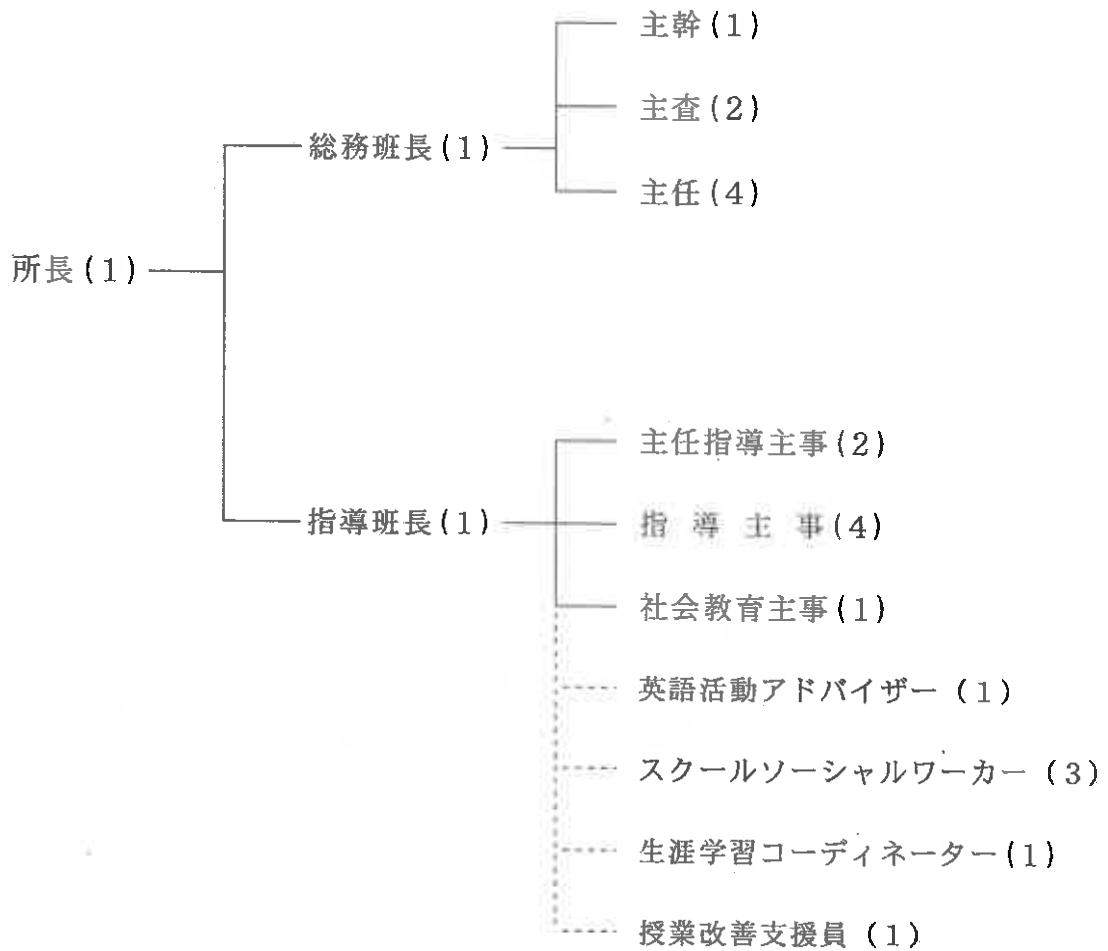 主幹(1)
主査(2)
総務班長(1)
主任(4)
所長(1)
主任指導主事(2)
指導班長(1)
指導主事(4)
社会教育主事(1)
英語活動アドバイザー(1)
スクールソーシャルワーカー(3)
生涯学習コーディネーター(1)
授業改善支援員(1)